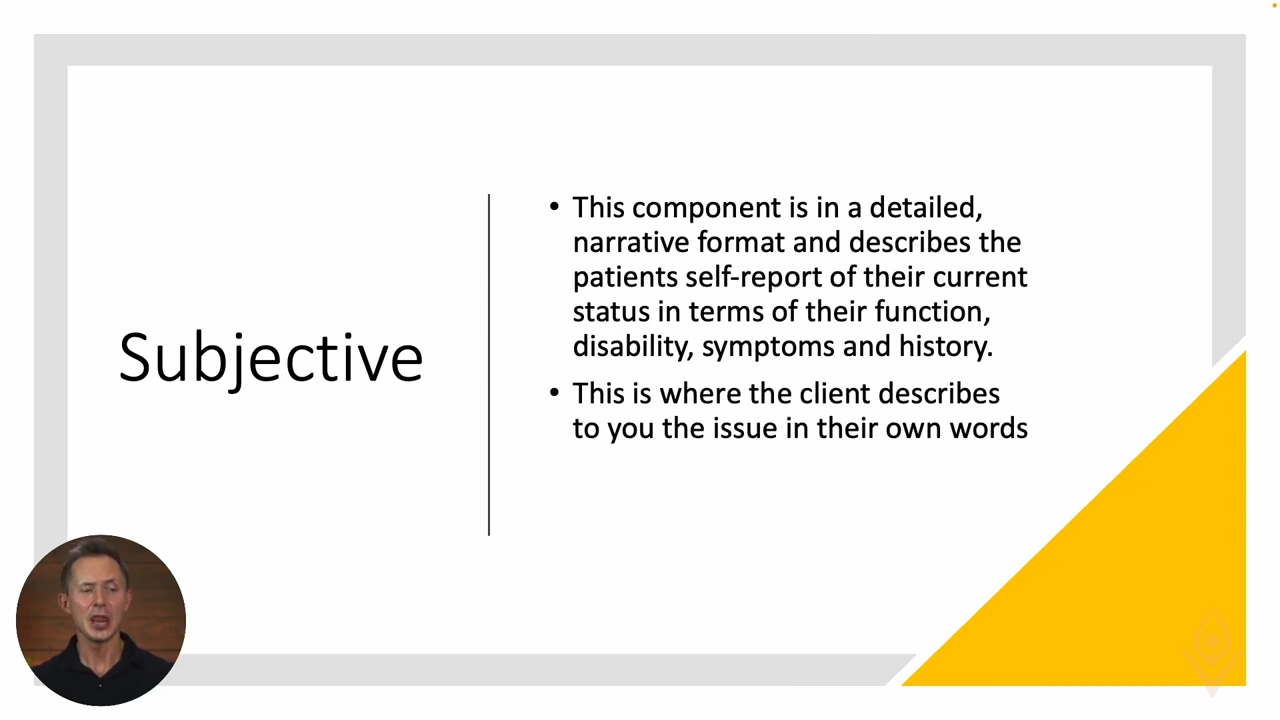 Subjective
• This component is in a detailed,
narrative format and describes the
patients self-report of their current
status in terms of their function,
disability, symptoms and history.
• This is where the client describes
to you the issue in their own words